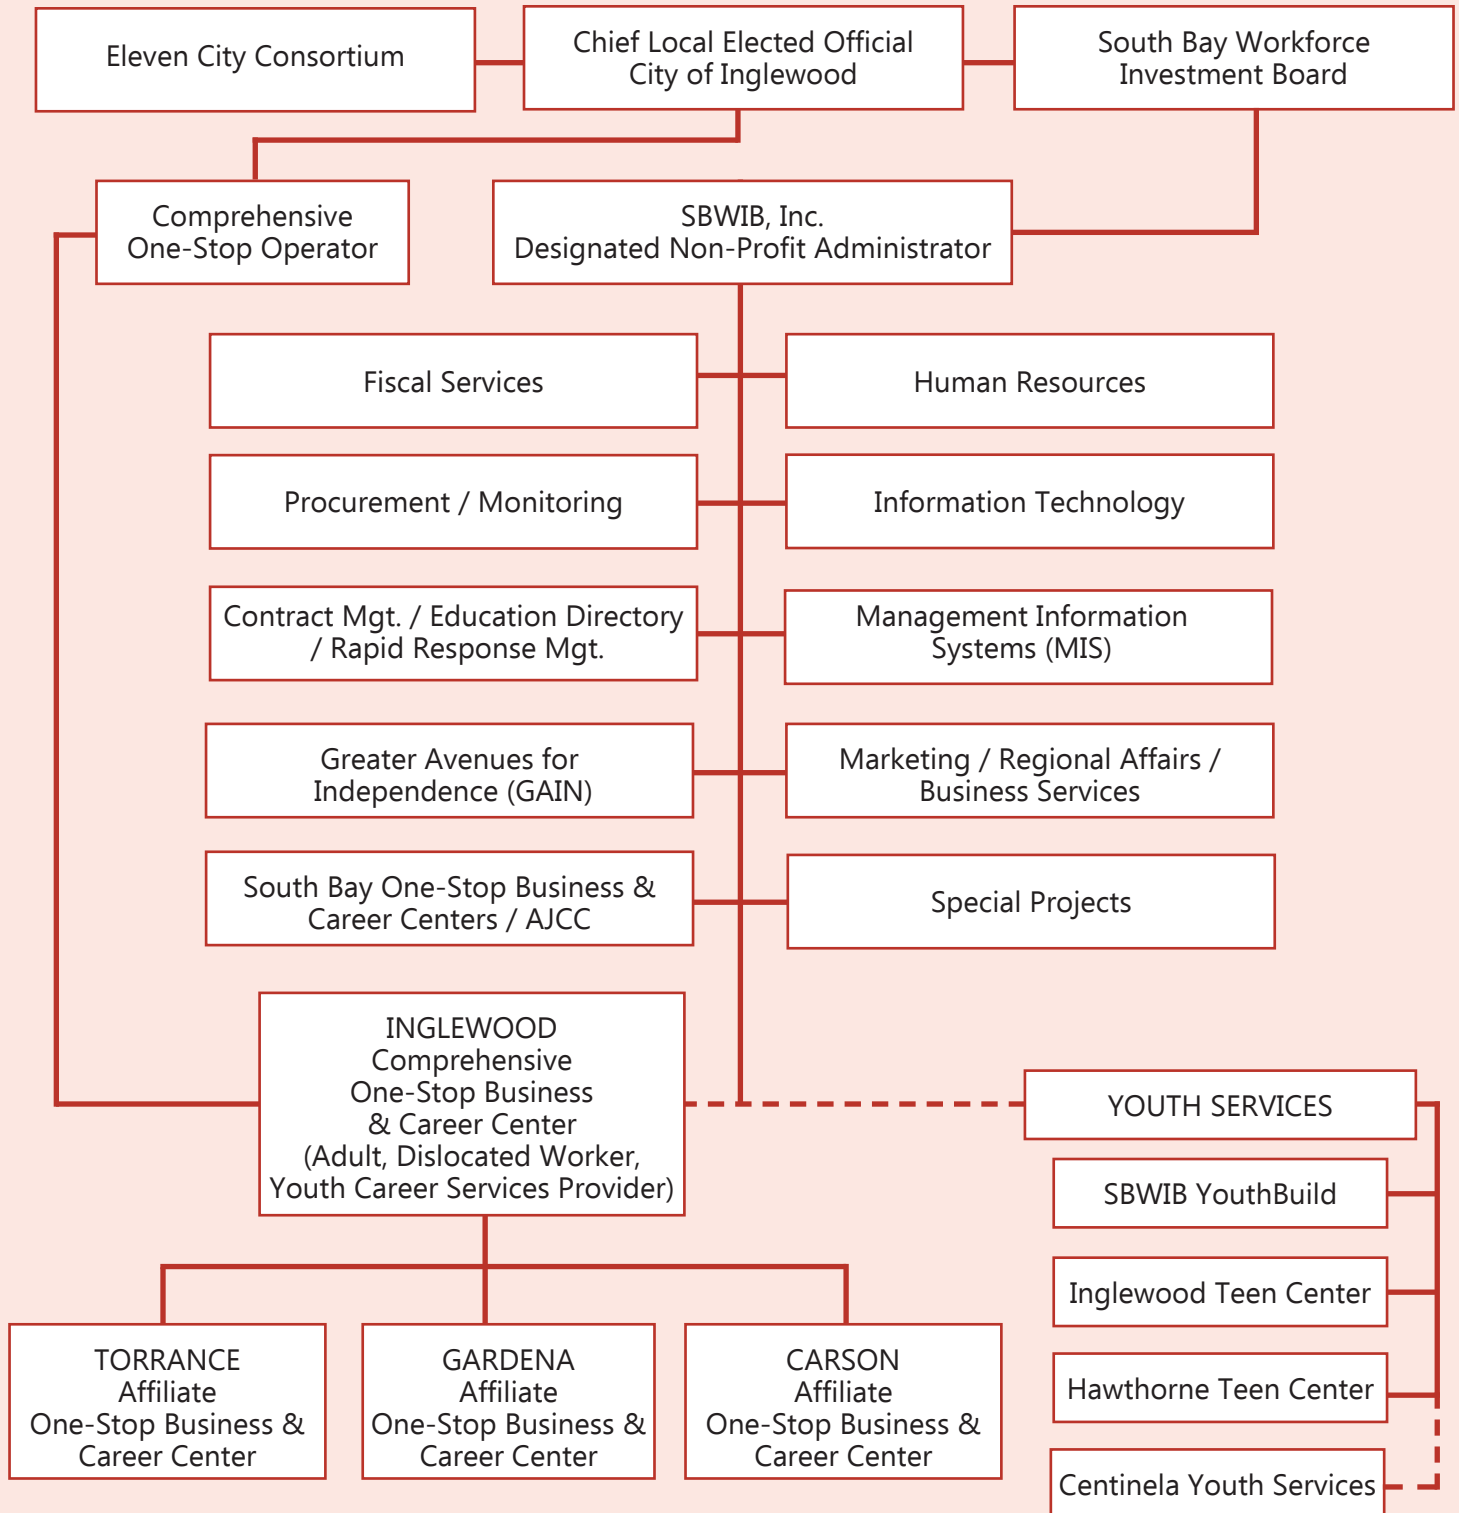 Eleven City Consortium
Chief Local Elected Official
City of Inglewood
South Bay Workforce
Investment Board
Comprehensive
One-Stop Operator
SBWIB, Inc.
Designated Non-Profit Administrator
Fiscal Services
Human Resources
Procurement / Monitoring
Information Technology
Contract Mgt. / Education Directory
/ Rapid Response Mgt.
Management Information
Systems (MIS)
Greater Avenues for
Independence (GAIN)
Marketing / Regional Affairs /
Business Services
South Bay One-Stop Business &
Career Centers / AJCC
Special Projects
INGLEWOOD
Comprehensive
One-Stop Business
& Career Center
(Adult, Dislocated Worker,
Youth Career Services Provider)
YOUTH SERVICES
SBWIB YouthBuild
Inglewood Teen Center
Hawthorne Teen Center
Centinela Youth Services
TORRANCE
Affiliate
One-Stop Business &
Career Center
GARDENA
Affiliate
One-Stop Business &
Career Center
CARSON
Affiliate
One-Stop Business &
Career Center